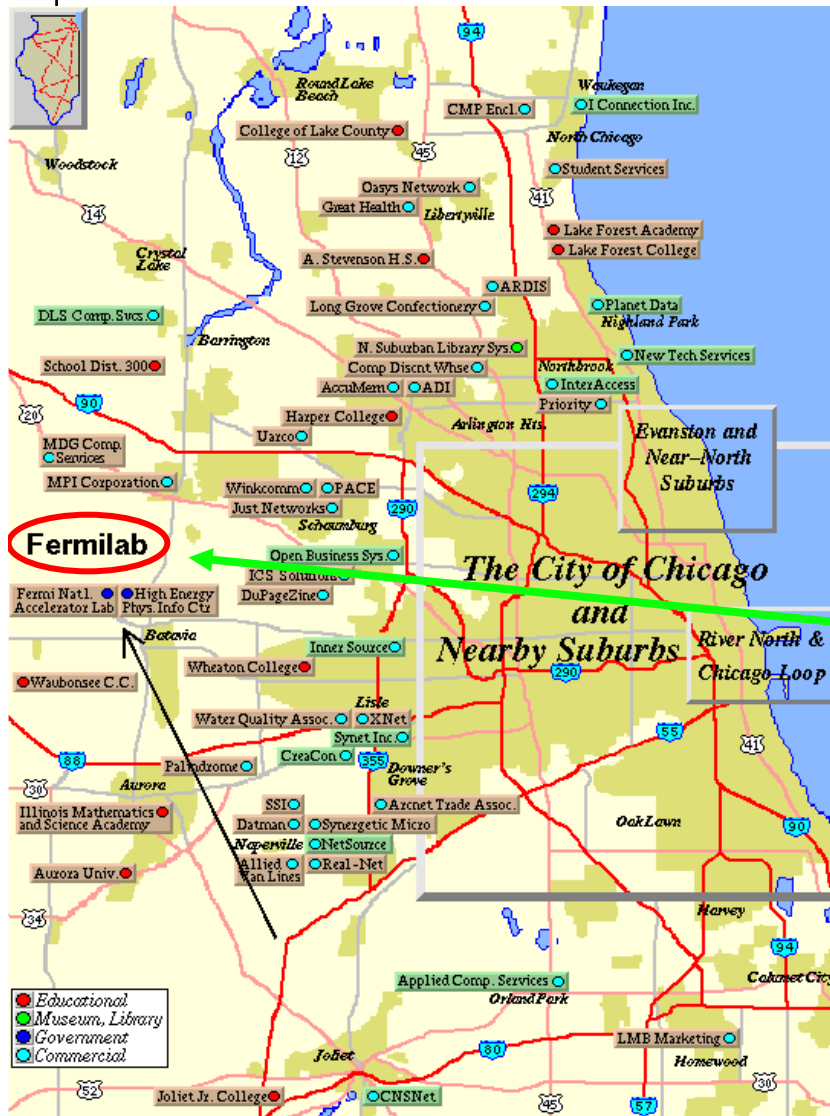 94
Round Lake
Beach
Waukegan
CMP Encl.
I Connection Inc.
College of Lake County
North Chicago
12
45
Woodstock
Student Services
Oasys Network
41
Great Health
Libertyville
14
Lake Forest Academy
Lake Forest College
Crystal
Lake
A. Stevenson H.S.
ARDIS
Long Grove Confectionery
Planet Data
DLS Comp. Svcs.
Highland Park
Barrington
N. Suburban Library Sys.
New Tech Services
School Dist. 300
Comp Discnt Whse
Northbrook
AccuMem
ADI
InterAccess
90
Priority
20
Harper College
Arlington Hts.
Uarco
Evanston and
Near-North
Suburbs
MDG Comp.
Services
MPI Corporation
Winkcomm
PACE
294
Just Networks
290
Schaumburg
Fermilab
Open Business Sys.
ICS Solutions
The City of Chicago
and
Nearby Suburbs
Fermi Natl.
Accelerator Lab
High Energy
Phys. Info Ctr
DuPageZine
Batavia
Inner Source
River North &
Chicago Loop
Wheaton College
290
Waubonsee C.C.
Lisle
Water Quality Assoc.
XNet
Synet Inc.
55
41
CreaCon
355
88
Palindrome
Downer's
Grove
30
Aurora
SSI
Arcnet Trade Assoc.
Illinois Mathematics
and Science Academy
Datman
Synergetic Micro
Oak Lawn
90
Naperville
NetSource
Allied
Van Lines
Real-Net
Aurora Univ.
34
Harvey
94
Applied Comp. Services
Calumet City
Orland Park
Educational
Museum, Library
Government
Commercial
LMB Marketing
Joliet
80
Homewood
52
30
Joliet Jr. College
CNSNet
45
57